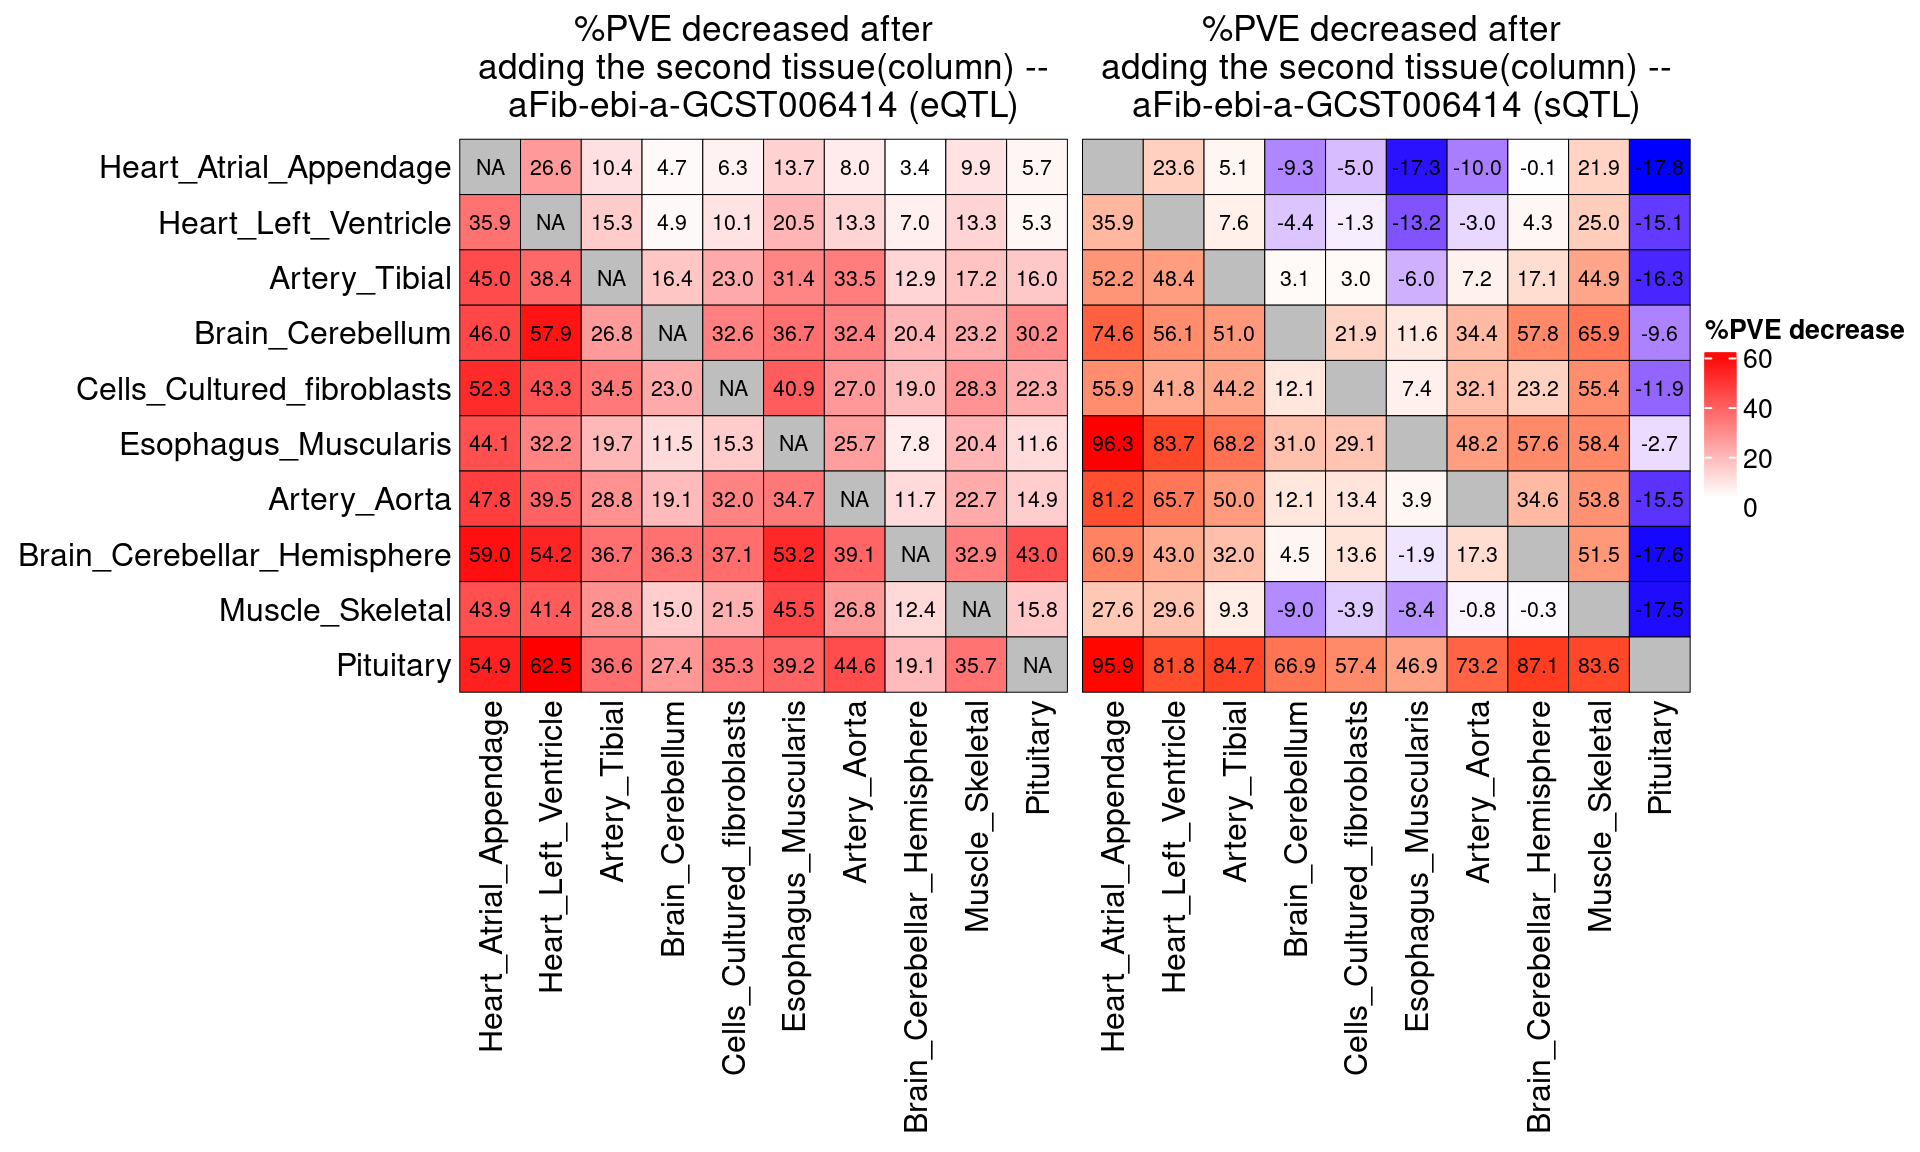 %PVE decreased after
adding the second tissue(column) --
aFib-ebi-a-GCST006414 (eQTL)
%PVE decreased after
adding the second tissue(column) --
aFib-ebi-a-GCST006414 (sQTL)
Heart_Atrial_Appendage NA 26.6 10.4 4.7 6.3 13.7 8.0 3.4 9.9 5.7 23.6 5.1 -9.3 -5.0 -17.3 -10.0 -0.1 21.9 -17.8
Heart_Left_Ventricle 35.9 NA 15.3 4.9 10.1 20.5 13.3 7.0 13.3 5.3 35.9 7.6 -4.4 -1.3 -13.2 -3.0 4.3 25.0 -15.1
Artery_Tibial 45.0 38.4 NA 16.4 23.0 31.4 33.5 12.9 17.2 16.0 52.2 48.4 3.1 3.0 -6.0 7.2 17.1 44.9 -16.3
Brain_Cerebellum 46.0 57.9 26.8 NA 32.6 36.7 32.4 20.4 23.2 30.2 74.6 56.1 51.0 21.9 11.6 34.4 57.8 65.9 -9.6
Cells_Cultured_fibroblasts 52.3 43.3 34.5 23.0 NA 40.9 27.0 19.0 28.3 22.3 55.9 41.8 44.2 12.1 7.4 32.1 23.2 55.4 -11.9
Esophagus_Muscularis 44.1 32.2 19.7 11.5 15.3 NA 25.7 7.8 20.4 11.6 96.3 83.7 68.2 31.0 29.1 48.2 57.6 58.4 -2.7
Artery_Aorta 47.8 39.5 28.8 19.1 32.0 34.7 NA 11.7 22.7 14.9 81.2 65.7 50.0 12.1 13.4 3.9 34.6 53.8 -15.5
Brain_Cerebellar_Hemisphere 59.0 54.2 36.7 36.3 37.1 53.2 39.1 NA 32.9 43.0 60.9 43.0 32.0 4.5 13.6 -1.9 17.3 51.5 -17.6
Muscle_Skeletal 43.9 41.4 28.8 15.0 21.5 45.5 26.8 12.4 NA 15.8 27.6 29.6 9.3 -9.0 -3.9 -8.4 -0.8 -0.3 -17.5
Pituitary 54.9 62.5 36.6 27.4 35.3 39.2 44.6 19.1 35.7 NA 95.9 81.8 84.7 66.9 57.4 46.9 73.2 87.1 83.6
Heart_Atrial_Appendage
Heart_Left_Ventricle
Artery_Tibial
Brain_Cerebellum
Cells_Cultured_fibroblasts
Esophagus_Muscularis
Artery_Aorta
Brain_Cerebellar_Hemisphere
Muscle_Skeletal
Pituitary
Heart_Atrial_Appendage
Heart_Left_Ventricle
Artery_Tibial
Brain_Cerebellum
Cells_Cultured_fibroblasts
Esophagus_Muscularis
Artery_Aorta
Brain_Cerebellar_Hemisphere
Muscle_Skeletal
Pituitary
%PVE decrease
60
40
20
0